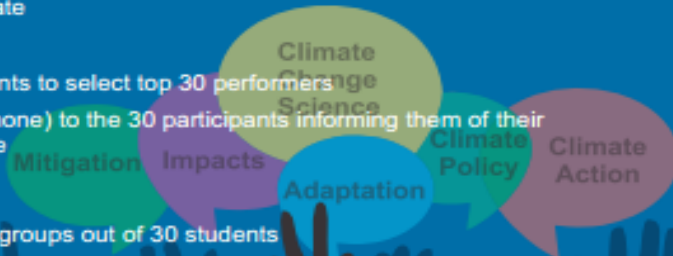 ate
nts to select top 30 performers
one) to the 30 participants informing them of their
e
groups out of 30 students
Climate
Change
Science
Mitigation
Impacts
Adaptation
Climate
Policy
Climate
Action